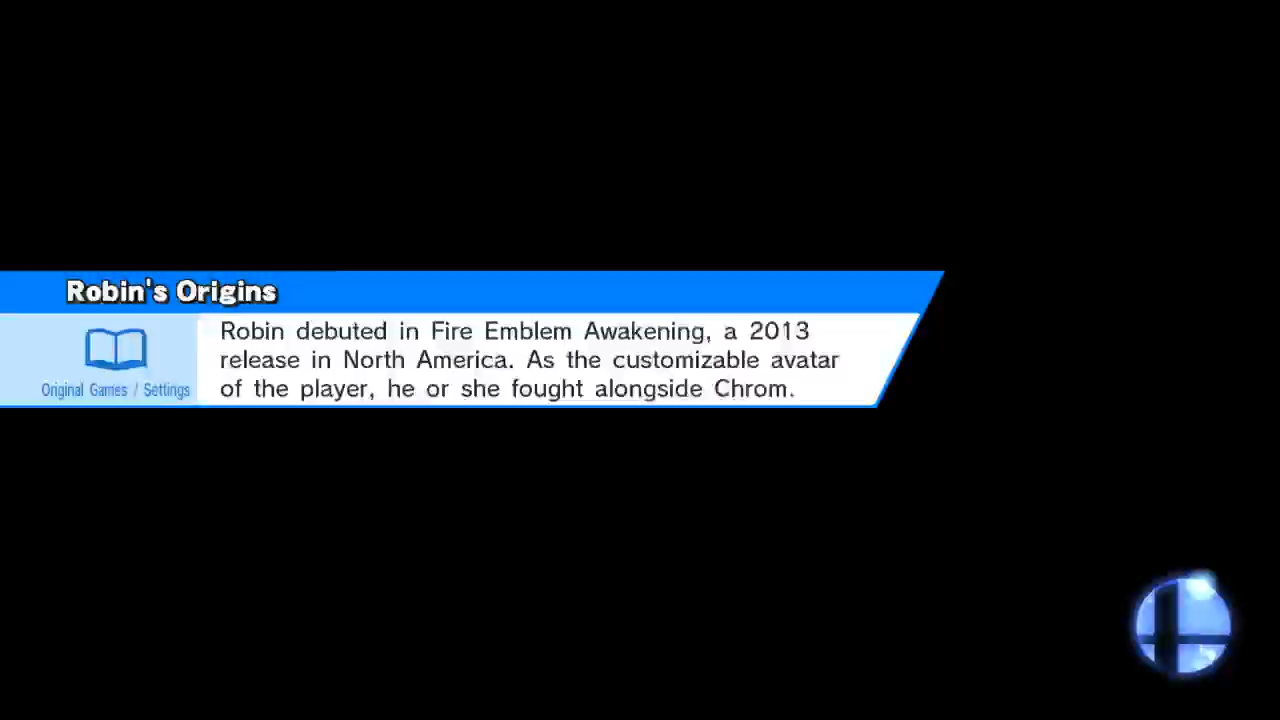 Robin's Origins
Robin debuted in Fire Emblem Awakening, a 2013
release in North America. As the customizable avatar
of the player, he or she fought alongside Chrom.
Original Games / Settings